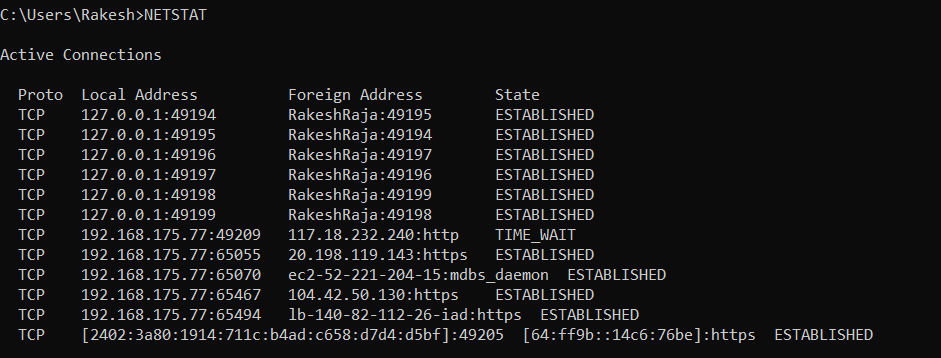 C:\Users\Rakesh>NETSTAT
Active Connections
Proto  Local Address          Foreign Address        State
TCP    127.0.0.1:49194        RakeshRaja:49195       ESTABLISHED
TCP    127.0.0.1:49195        RakeshRaja:49194       ESTABLISHED
TCP    127.0.0.1:49196        RakeshRaja:49197       ESTABLISHED
TCP    127.0.0.1:49197        RakeshRaja:49196       ESTABLISHED
TCP    127.0.0.1:49198        RakeshRaja:49199       ESTABLISHED
TCP    127.0.0.1:49199        RakeshRaja:49198       ESTABLISHED
TCP    192.168.175.77:49209   117.18.232.240:http    TIME_WAIT
TCP    192.168.175.77:65055   20.198.119.143:https   ESTABLISHED
TCP    192.168.175.77:65070   ec2-52-221-204-15:mdbs_daemon  ESTABLISHED
TCP    192.168.175.77:65467   104.42.50.130:https    ESTABLISHED
TCP    192.168.175.77:65494   lb-140-82-112-26-iad:https  ESTABLISHED
TCP    [2402:3a80:1914:711c:b4ad:c658:d7d4:d5bf]:49205  [64:ff9b::14c6:76be]:https  ESTABLISHED